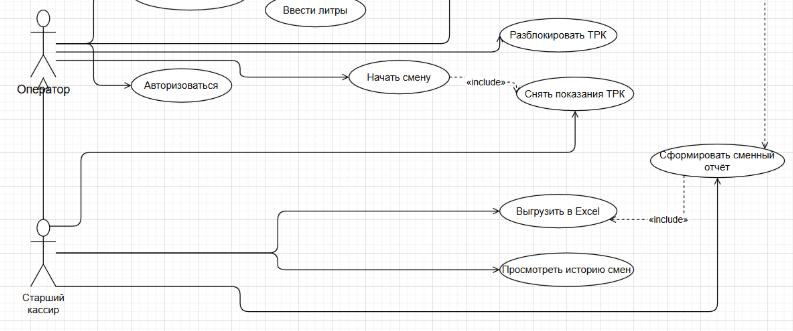 Ввести литры
Разблокировать ТРК
Оператор
Авторизоваться
Начать смену
«include»
Снять показания ТРК
Сформировать сменный
отчёт
Выгрузить в Excel
«include»
Просмотреть историю смен
Старший
кассир